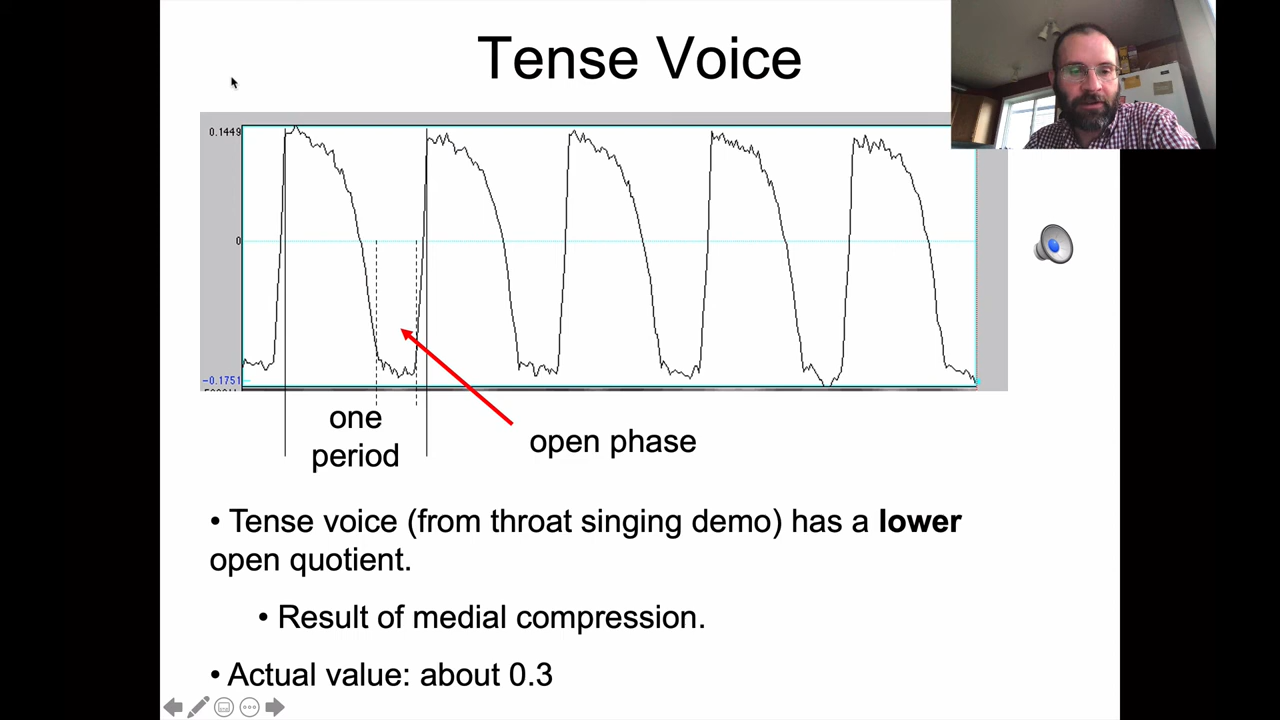 Tense Voice
0.1449
0
-0.1751
one
period
open phase
• Tense voice (from throat singing demo) has a lower
open quotient.
• Result of medial compression.
• Actual value: about 0.3